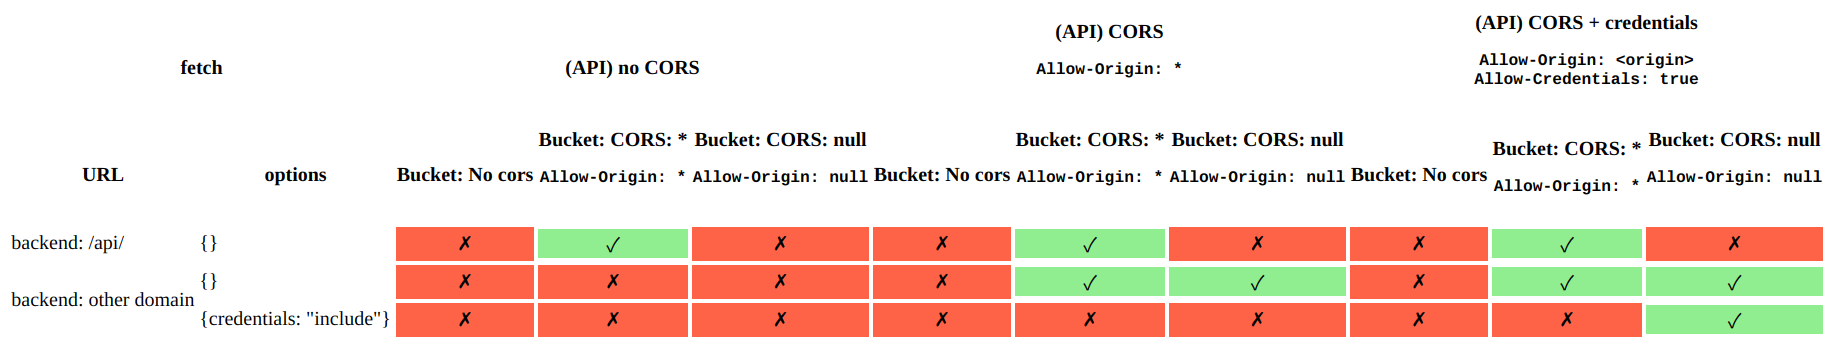 fetch (API) no CORS (API) CORS (API) CORS + credentials
Allow-Origin: * Allow-Origin: <origin>
Allow-Credentials: true
Bucket: CORS: * Bucket: CORS: null Bucket: CORS: * Bucket: CORS: null Bucket: CORS: * Bucket: CORS: null
URL options Bucket: No cors Allow-Origin: * Allow-Origin: null Bucket: No cors Allow-Origin: * Allow-Origin: null Bucket: No cors Allow-Origin: * Allow-Origin: null
backend: /api/ {} ✗ ✓ ✗ ✗ ✓ ✗ ✗ ✓ ✗
backend: other domain {} ✗ ✗ ✗ ✗ ✓ ✓ ✗ ✓ ✓
{credentials: "include"} ✗ ✗ ✗ ✗ ✗ ✗ ✗ ✗ ✓